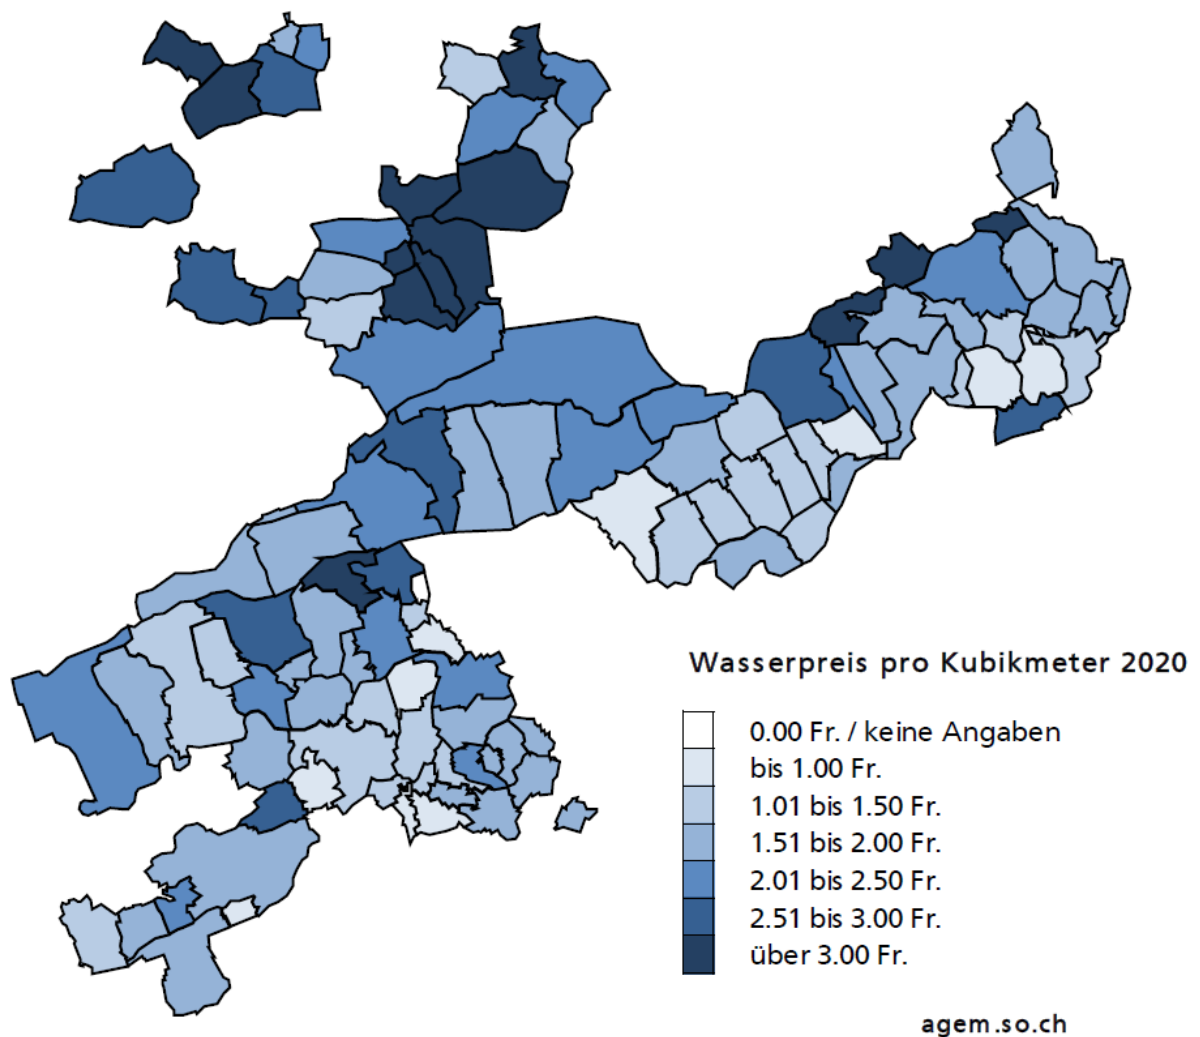 Wasserpreis pro Kubikmeter 2020
0.00 Fr. / keine Angaben
bis 1.00 Fr.
1.01 bis 1.50 Fr.
1.51 bis 2.00 Fr.
2.01 bis 2.50 Fr.
2.51 bis 3.00 Fr.
über 3.00 Fr.
agem.so.ch